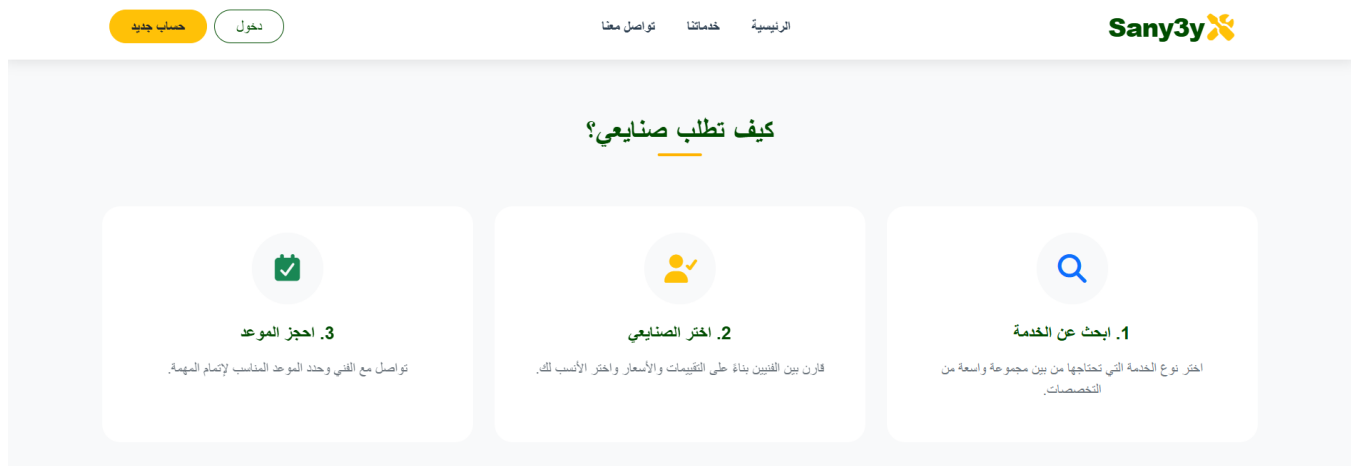 Sany3y
الرئيسية
خدماتنا
تواصل معنا
دخول
حساب جديد
كيف تطلب صنايعي؟
1. ابحث عن الخدمة
اختر نوع الخدمة التي تحتاجها من بين مجموعة واسعة من
التخصصات.
2. اختر الصنايعي
قارن بين الفنيين بناءً على التقييمات والأسعار واختر الأنسب لك.
3. احجز الموعد
تواصل مع الفني وحدد الموعد المناسب لإتمام المهمة.